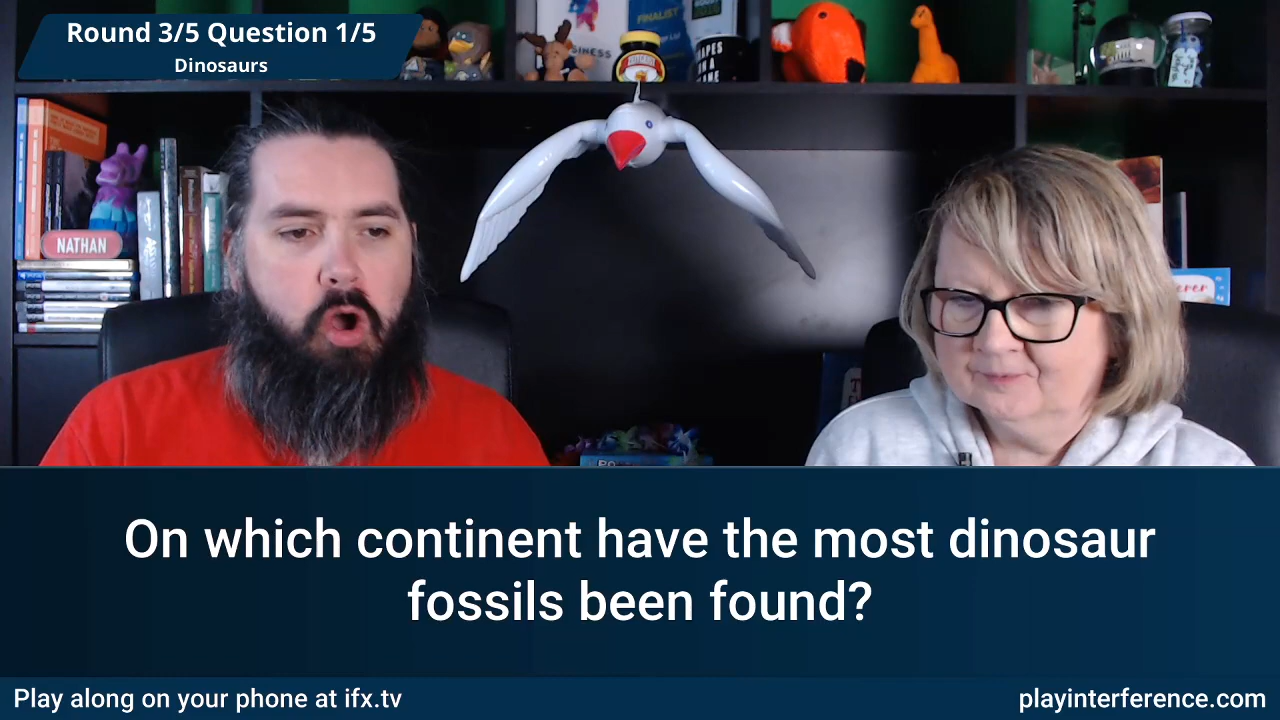 Round 3/5 Question 1/5
Dinosaurs
FINALIST
NATHAN
On which continent have the most dinosaur
fossils been found?
Play along on your phone at ifx.tv
playinterference.com